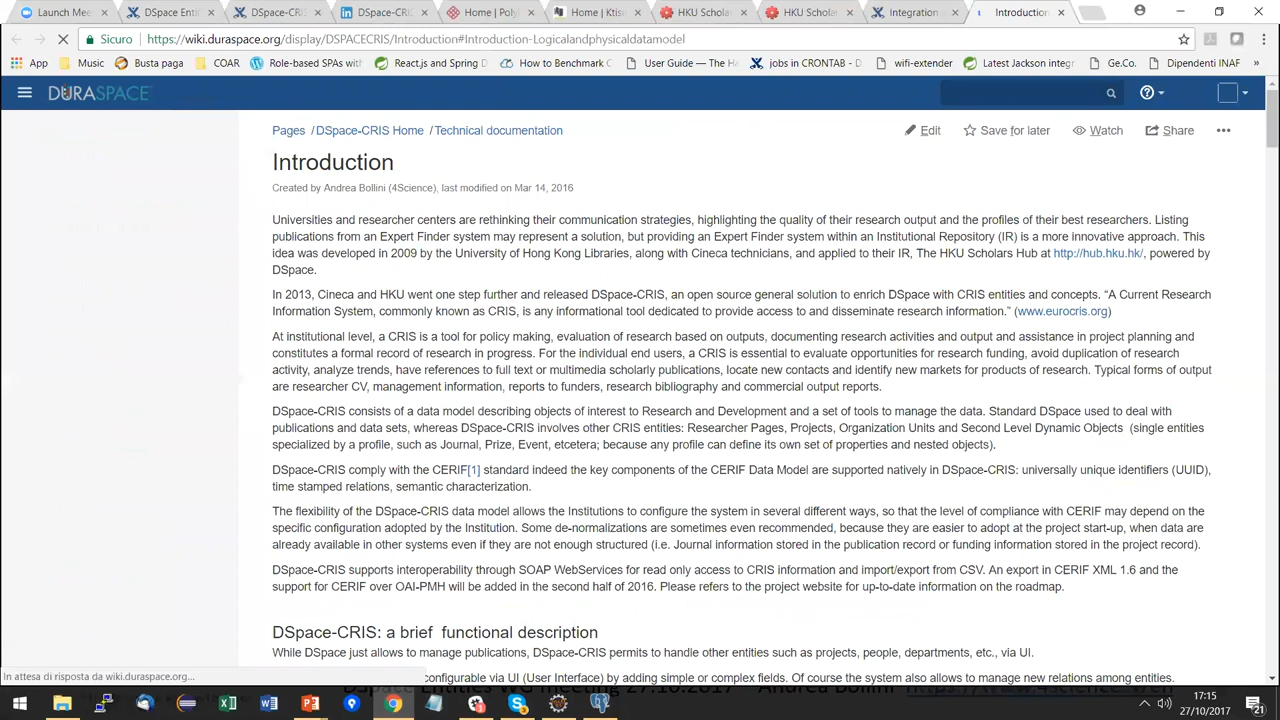 Launch Mee
DSpace Enti
DSpace-CRIS
DSpace-CRI
Home | Poly
Home | Ktise
HKU Schola
HKU Schola
Integration
Introduction
Sicuro
https://wiki.duraspace.org/display/DSPACECRIS/Introduction#Introduction-Logicalandphysicaldatamodel
App
Music
Busta paga
COAR
Role-based SPAs with
React.js and Spring D
How to Benchmark C
User Guide — The Ha
jobs in CRONTAB - D
wifi-extender
Latest Jackson integr
Ge.Co.
Dipendenti INAF
»
DURASPACE
Pages / DSpace-CRIS Home / Technical documentation
Edit
Save for later
Watch
Share
Introduction
Created by Andrea Bollini (4Science), last modified on Mar 14, 2016
Universities and researcher centers are rethinking their communication strategies, highlighting the quality of their research output and the profiles of their best researchers. Listing
publications from an Expert Finder system may represent a solution, but providing an Expert Finder system within an Institutional Repository (IR) is a more innovative approach. This
idea was developed in 2009 by the University of Hong Kong Libraries, along with Cineca technicians, and applied to their IR, The HKU Scholars Hub at http://hub.hku.hk/, powered by
DSpace.
In 2013, Cineca and HKU went one step further and released DSpace-CRIS, an open source general solution to enrich DSpace with CRIS entities and concepts. “A Current Research
Information System, commonly known as CRIS, is any informational tool dedicated to provide access to and disseminate research information.” (www.eurocris.org)
At institutional level, a CRIS is a tool for policy making, evaluation of research based on outputs, documenting research activities and output and assistance in project planning and
constitutes a formal record of research in progress. For the individual end users, a CRIS is essential to evaluate opportunities for research funding, avoid duplication of research
activity, analyze trends, have references to full text or multimedia scholarly publications, locate new contacts and identify new markets for products of research. Typical forms of output
are researcher CV, management information, reports to funders, research bibliography and commercial output reports.
DSpace-CRIS consists of a data model describing objects of interest to Research and Development and a set of tools to manage the data. Standard DSpace used to deal with
publications and data sets, whereas DSpace-CRIS involves other CRIS entities: Researcher Pages, Projects, Organization Units and Second Level Dynamic Objects (single entities
specialized by a profile, such as Journal, Prize, Event, etcetera; because any profile can define its own set of properties and nested objects).
DSpace-CRIS comply with the CERIF[1] standard indeed the key components of the CERIF Data Model are supported natively in DSpace-CRIS: universally unique identifiers (UUID),
time stamped relations, semantic characterization.
The flexibility of the DSpace-CRIS data model allows the Institutions to configure the system in several different ways, so that the level of compliance with CERIF may depend on the
specific configuration adopted by the Institution. Some de-normalizations are sometimes even recommended, because they are easier to adopt at the project start-up, when data are
already available in other systems even if they are not enough structured (i.e. Journal information stored in the publication record or funding information stored in the project record).
DSpace-CRIS supports interoperability through SOAP WebServices for read only access to CRIS information and import/export from CSV. An export in CERIF XML 1.6 and the
support for CERIF over OAI-PMH will be added in the second half of 2016. Please refers to the project website for up-to-date information on the roadmap.
DSpace-CRIS: a brief functional description
While DSpace just allows to manage publications, DSpace-CRIS permits to handle other entities such as projects, people, departments, etc., via UI.
configurable via UI (User Interface) by adding simple or complex fields. Of course the system also allows to manage new relations among entities.
In attesa di risposta da wiki.duraspace.org...
DSpace Entities WG meeting 27.10.2017 Andrea Bollini https://www.4science.it/en
17:15
27/10/2017
21